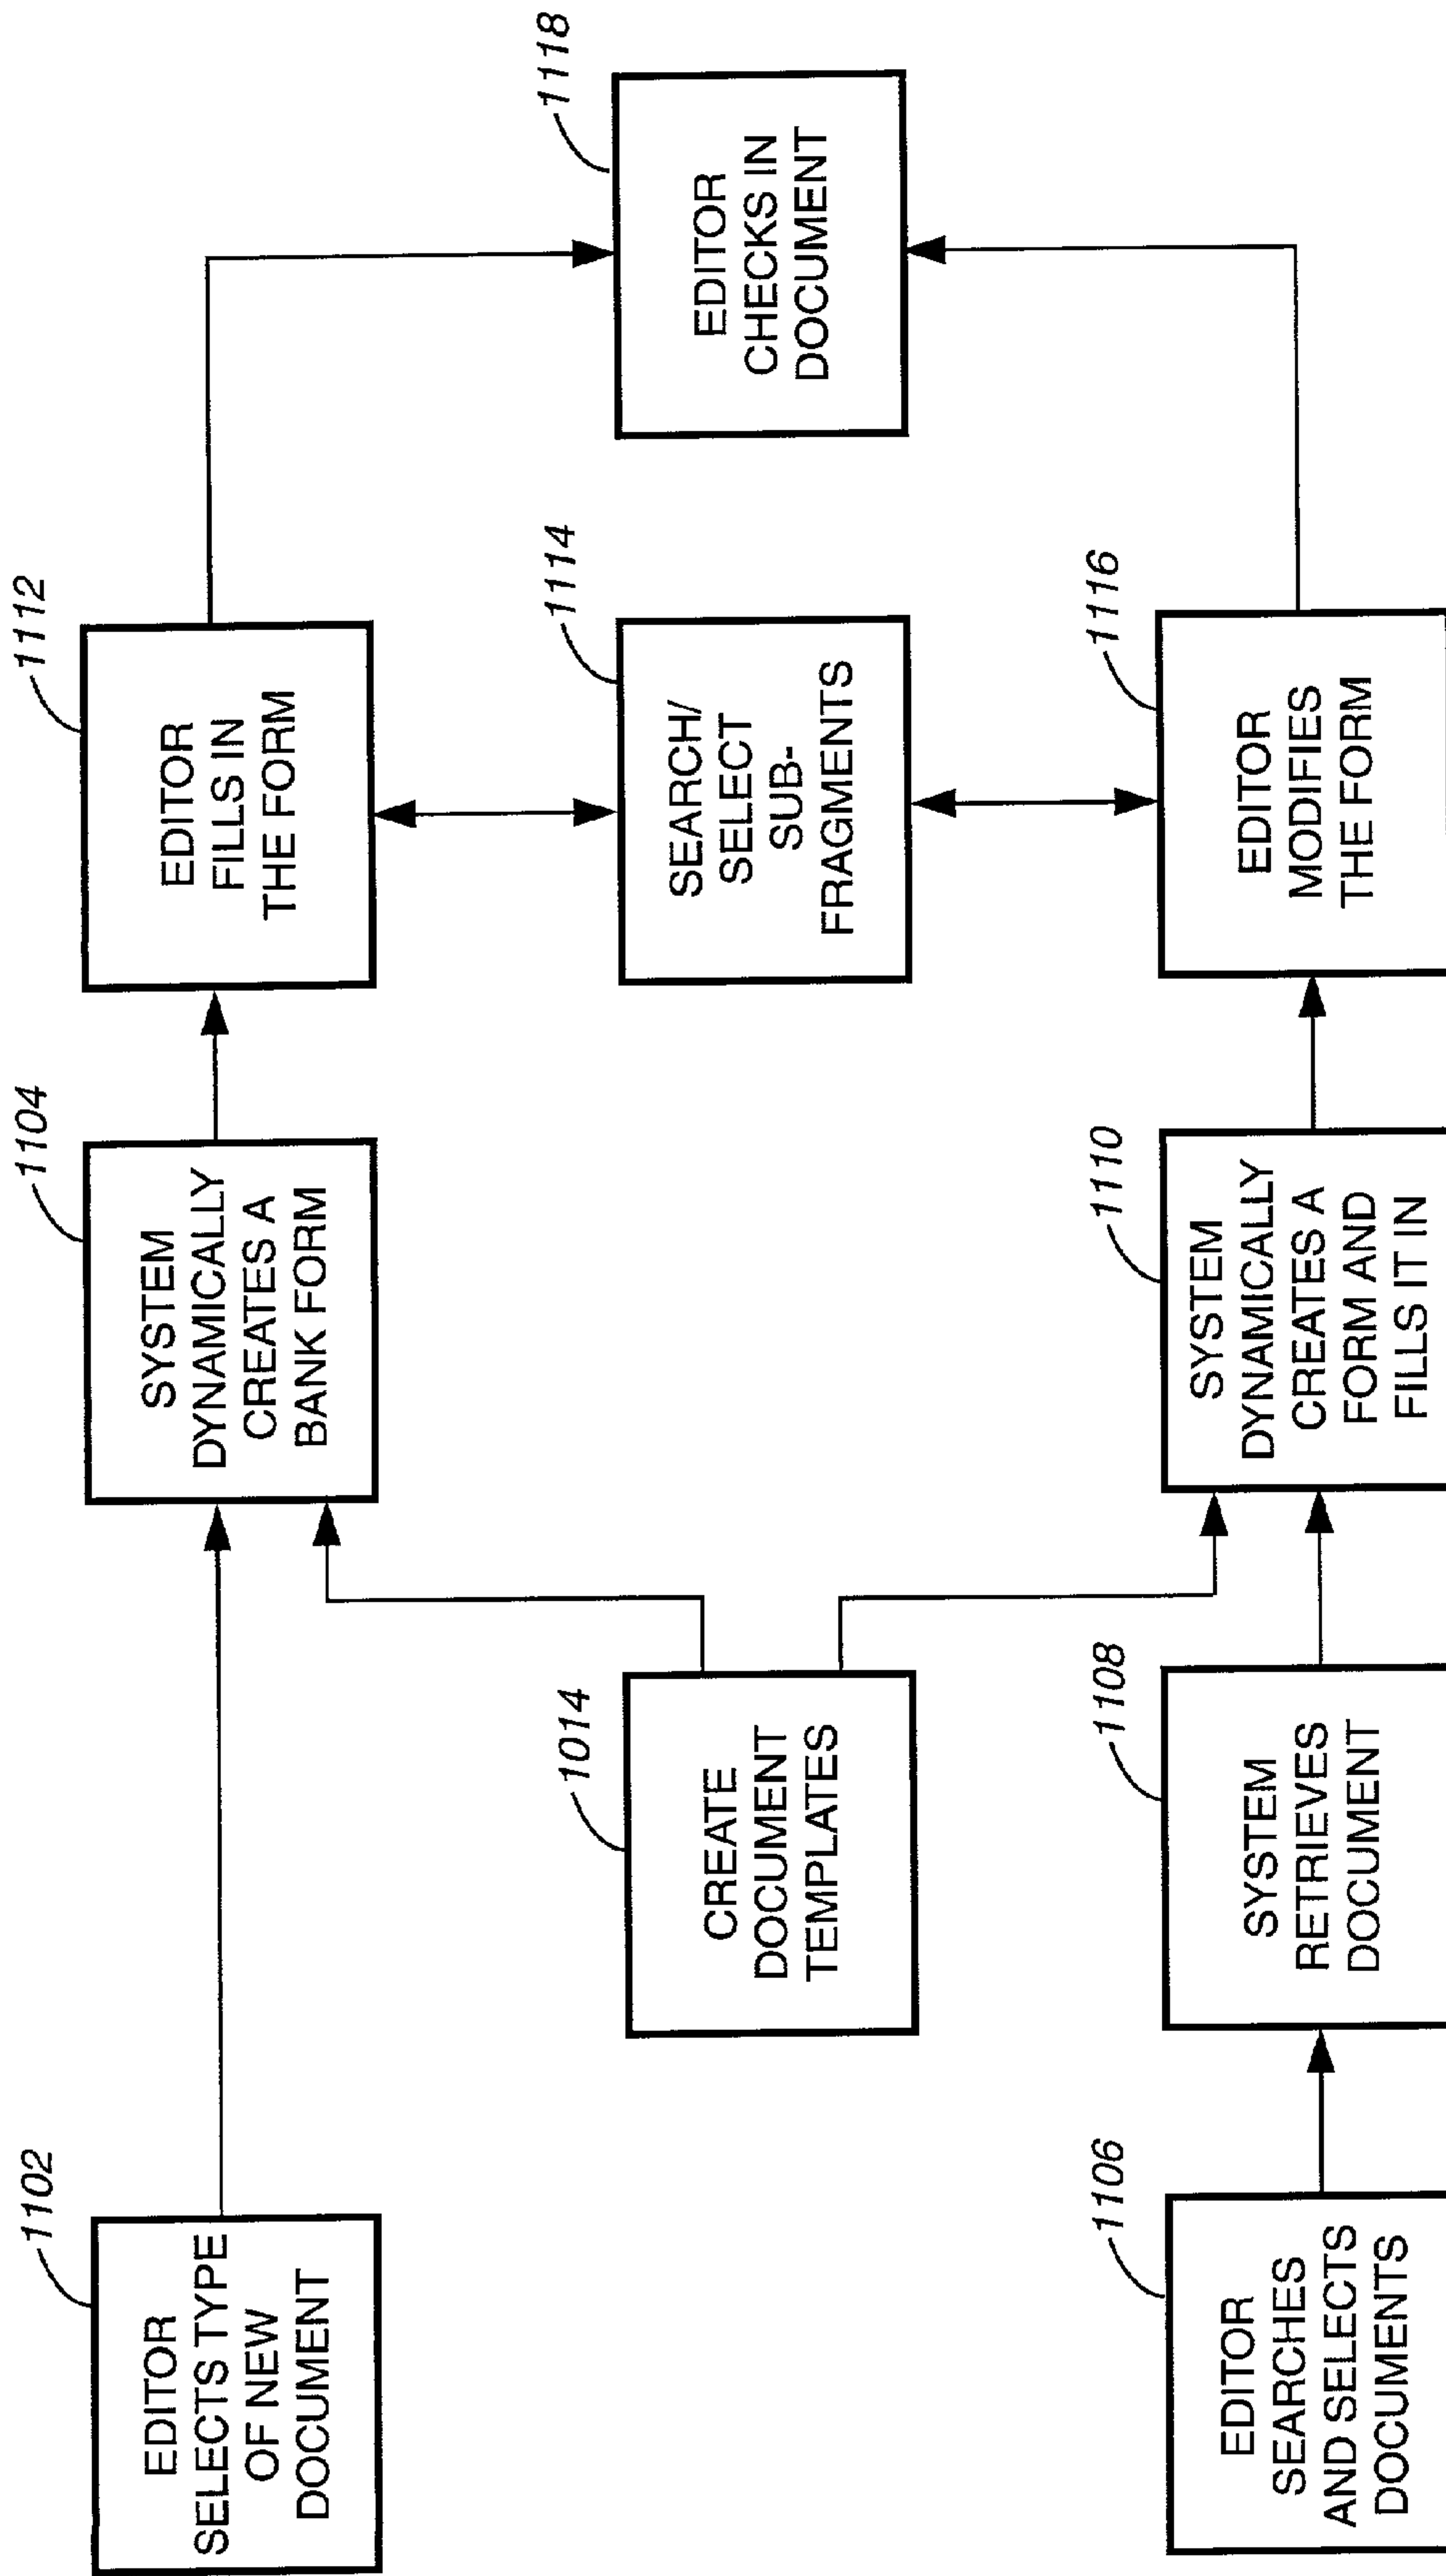 1102
EDITOR
SELECTS TYPE
OF NEW
DOCUMENT
1104
SYSTEM
DYNAMICALLY
CREATES A
BANK FORM
1112
EDITOR
FILLS IN
THE FORM
1014
CREATE
DOCUMENT
TEMPLATES
1114
SEARCH/
SELECT
SUB-
FRAGMENTS
1118
EDITOR
CHECKS IN
DOCUMENT
1106
EDITOR
SEARCHES
AND SELECTS
DOCUMENTS
1108
SYSTEM
RETRIEVES
DOCUMENT
1110
SYSTEM
DYNAMICALLY
CREATES A
FORM AND
FILLS IT IN
1116
EDITOR
MODIFIES
THE FORM